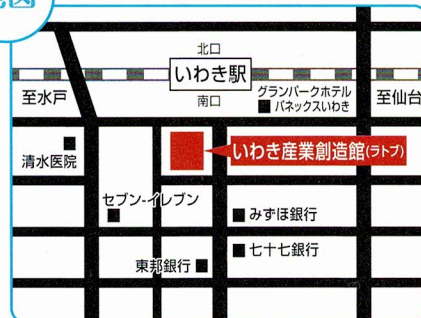 北口
いわき駅
南口
至水戸
グランパークホテル
パネックスいわき
至仙台
清水医院
いわき産業創造館(ラトブ)
セブン-イレブン
みずほ銀行
七十七銀行
東邦銀行